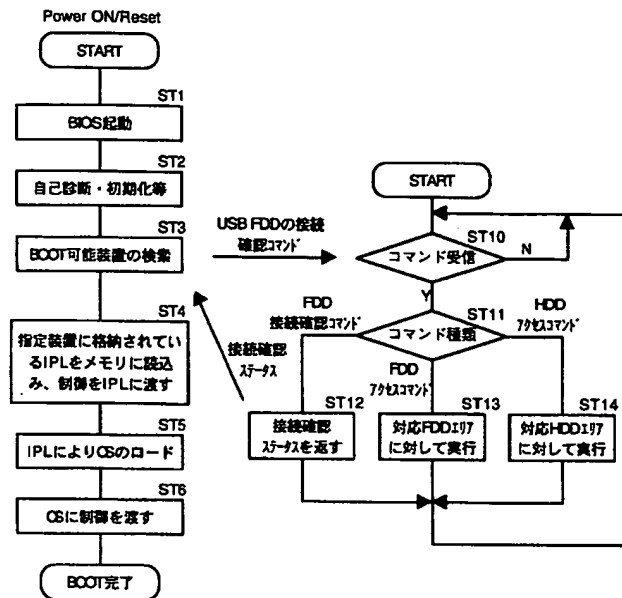 Power ON/Reset
START
ST1
BIOS起動
ST2
自己診断・初期化等
ST3
BOOT可能装置の検索
ST4
指定装置に格納されてい
るIPLをメモリに読込
み、制御をIPLに渡す
ST5
IPLによりOSのロード
ST6
OSに制御を渡す
BOOT完了
USB FDDの接続
確認コマンド
接続確認
ステータス
START
ST10
コマンド受信
N
Y
ST11
コマンド種類
FDD
接続確認コマンド
FDD
アクセスコマンド
HDD
アクセスコマンド
ST12
接続確認
ステータスを返す
ST13
対応FDDエリア
に対して実行
ST14
対応HDDエリア
に対して実行